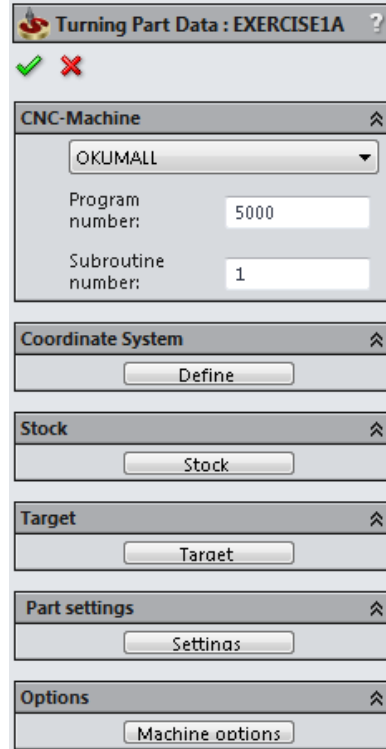 Turning Part Data : EXERCISE1A ?
CNC-Machine
OKUMALL
Program
number:
5000
Subroutine
number:
1
Coordinate System
Define
Stock
Stock
Target
Target
Part settings
Settings
Options
Machine options